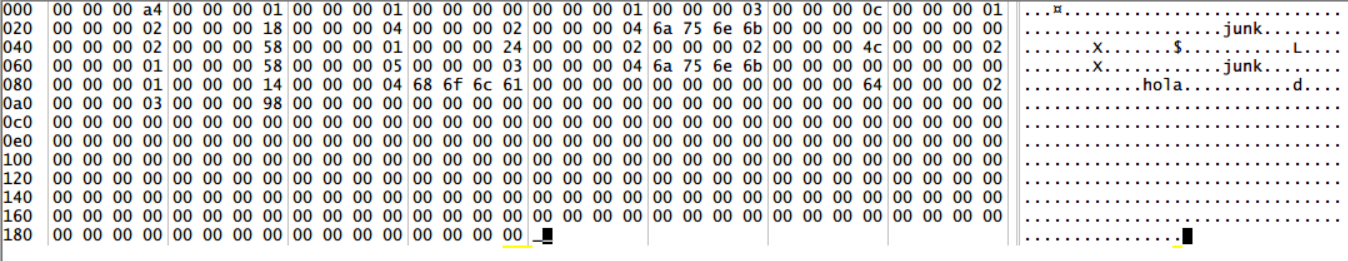 000 00 00 00 a4 00 00 00 01 00 00 00 01 00 00 00 00 00 00 00 01 00 00 00 03 00 00 00 0c 00 00 00 01 ...¤............................
020 00 00 00 02 00 00 00 18 00 00 00 04 00 00 00 02 00 00 00 04 6a 75 6e 6b 00 00 00 00 00 00 00 00 ....................junk........
040 00 00 00 02 00 00 00 58 00 00 00 01 00 00 00 24 00 00 00 02 00 00 00 02 00 00 00 4c 00 00 00 02 .......X.......$...........L....
060 00 00 00 01 00 00 00 58 00 00 00 05 00 00 00 03 00 00 00 04 6a 75 6e 6b 00 00 00 00 00 00 00 00 .......X............junk........
080 00 00 00 01 00 00 00 14 00 00 00 04 68 6f 6c 61 00 00 00 00 00 00 00 00 00 00 00 64 00 00 00 02 ............hola...........d....
0a0 00 00 00 03 00 00 00 98 00 00 00 00 00 00 00 00 00 00 00 00 00 00 00 00 00 00 00 00 00 00 00 00 ................................
0c0 00 00 00 00 00 00 00 00 00 00 00 00 00 00 00 00 00 00 00 00 00 00 00 00 00 00 00 00 00 00 00 00 ................................
0e0 00 00 00 00 00 00 00 00 00 00 00 00 00 00 00 00 00 00 00 00 00 00 00 00 00 00 00 00 00 00 00 00 ................................
100 00 00 00 00 00 00 00 00 00 00 00 00 00 00 00 00 00 00 00 00 00 00 00 00 00 00 00 00 00 00 00 00 ................................
120 00 00 00 00 00 00 00 00 00 00 00 00 00 00 00 00 00 00 00 00 00 00 00 00 00 00 00 00 00 00 00 00 ................................
140 00 00 00 00 00 00 00 00 00 00 00 00 00 00 00 00 00 00 00 00 00 00 00 00 00 00 00 00 00 00 00 00 ................................
160 00 00 00 00 00 00 00 00 00 00 00 00 00 00 00 00 00 00 00 00 00 00 00 00 00 00 00 00 00 00 00 00 ................................
180 00 00 00 00 00 00 00 00 00 00 00 00 00 00 00 00 _ ................